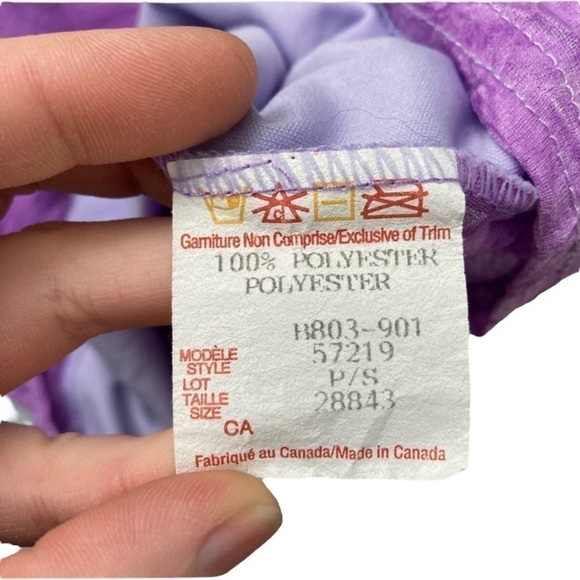 Cl
Garniture Non Comprise/Exclusive of Trim
100% POLYESTER
POLYESTER
B803-901
MODÈLE
STYLE 57219
LOT P/S
TAILLE
SIZE 28843
CA
Fabriqué au Canada/Made in Canada